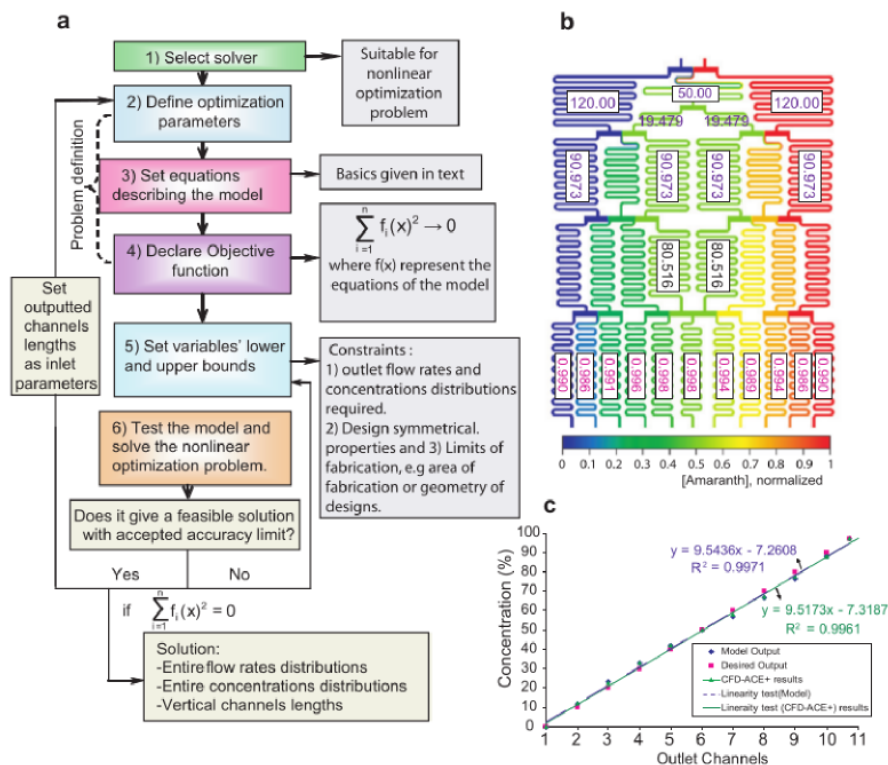 a
1) Select solver
Suitable for
nonlinear
optimization
problem
2) Define optimization
parameters
Problem definition
3) Set equations
describing the model
Basics given in text
4) Declare Objective
function
n
∑ fᵢ(x)² → 0
i =1
where f(x) represent the
equations of the model
Set
outputted
channels
lengths
as inlet
parameters
5) Set variables' lower
and upper bounds
Constraints :
1) outlet flow rates and
concentrations distributions
required.
2) Design symmetrical.
properties and 3) Limits of
fabrication, e.g area of
fabrication or geometry of
designs.
6) Test the model and
solve the nonlinear
optimization problem.
Does it give a feasible solution
with accepted accuracy limit?
Yes
No
n
if ∑fᵢ(x)² = 0
i=1
Solution:
-Entire flow rates distributions
-Entire concentrations distributions
-Vertical channels lengths
b
50.00
120.00
120.00
19.479
19.479
90.973
90.973
90.973
90.973
80.516
80.516
0.990
0.986
0.991
0.996
0.998
0.998
0.991
0.989
0.994
0.986
0.990
0 0.1 0.2 0.3 0.4 0.5 0.6 0.7 0.8 0.9 1
[Amaranth], normalized
c
Concentration (%)
100
90
80
70
60
50
40
30
20
10
0
y = 9.5436x - 7.2608
R² = 0.9971
y = 9.5173x - 7.3187
R² = 0.9961
Model Output
Desired Output
CFD-ACE+ results
Linearity test(Model)
Lineraity test (CFD-ACE+) results
1 2 3 4 5 6 7 8 9 10 11
Outlet Channels